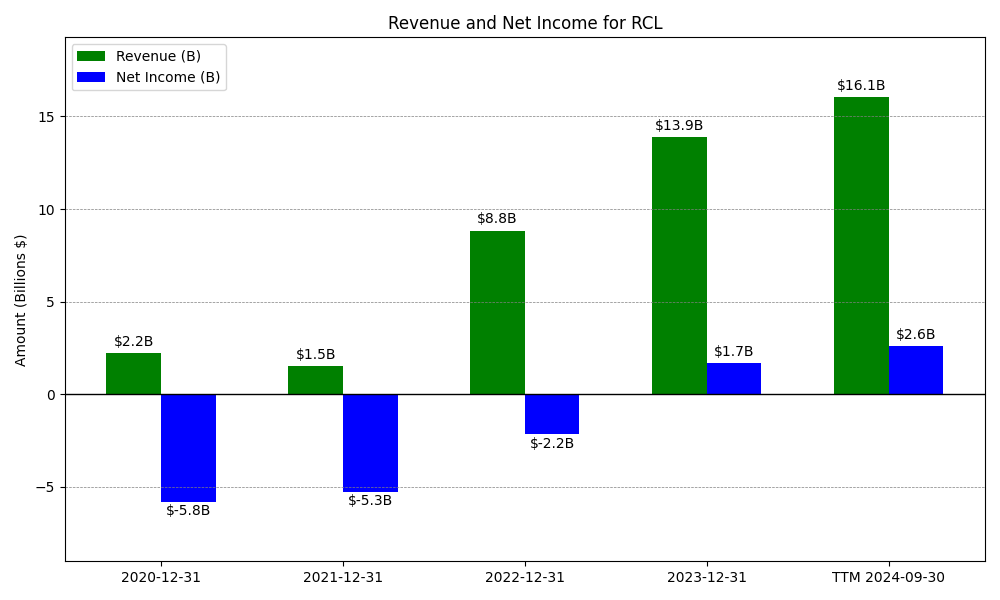 Revenue and Net Income for RCL
Revenue (B)
Net Income (B)
Amount (Billions $)
15
10
5
0
−5
$2.2B
$-5.8B
$1.5B
$-5.3B
$8.8B
$-2.2B
$13.9B
$1.7B
$16.1B
$2.6B
2020-12-31
2021-12-31
2022-12-31
2023-12-31
TTM 2024-09-30